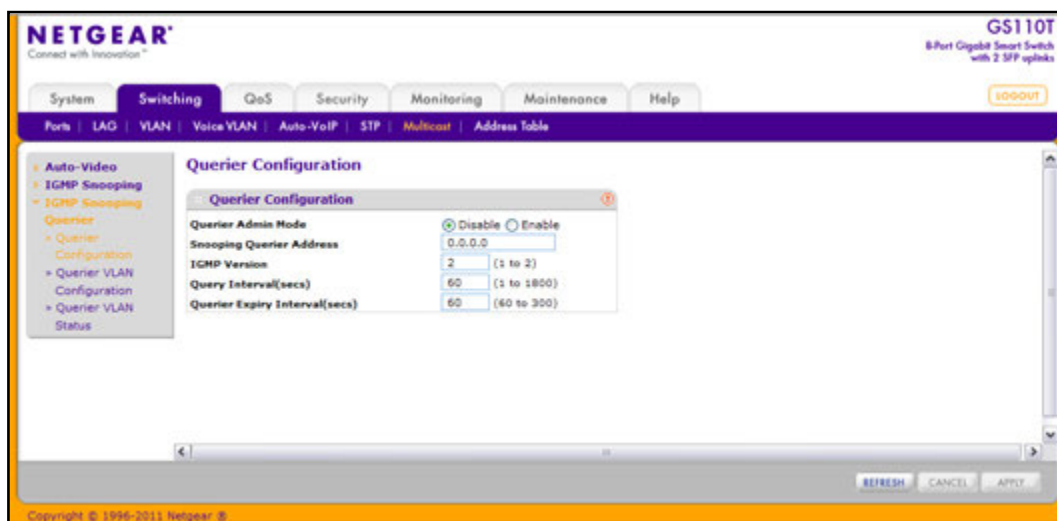 NETGEAR®
Connect with Innovation™
GS110T
8-Port Gigabit Smart Switch
with 2 SFP uplinks
System
Switching
QoS
Security
Monitoring
Maintenance
Help
LOGOUT
Ports | LAG | VLAN | Voice VLAN | Auto-VoIP | STP | Multicast | Address Table
Auto-Video
IGMP Snooping
IGMP Snooping
Querier
» Querier
Configuration
» Querier VLAN
Configuration
» Querier VLAN
Status
Querier Configuration
Querier Configuration
?
Querier Admin Mode Disable Enable
Snooping Querier Address 0.0.0.0
IGMP Version 2 (1 to 2)
Query Interval(secs) 60 (1 to 1800)
Querier Expiry Interval(secs) 60 (60 to 300)
REFRESH
CANCEL
APPLY
Copyright © 1996-2011 Netgear ®